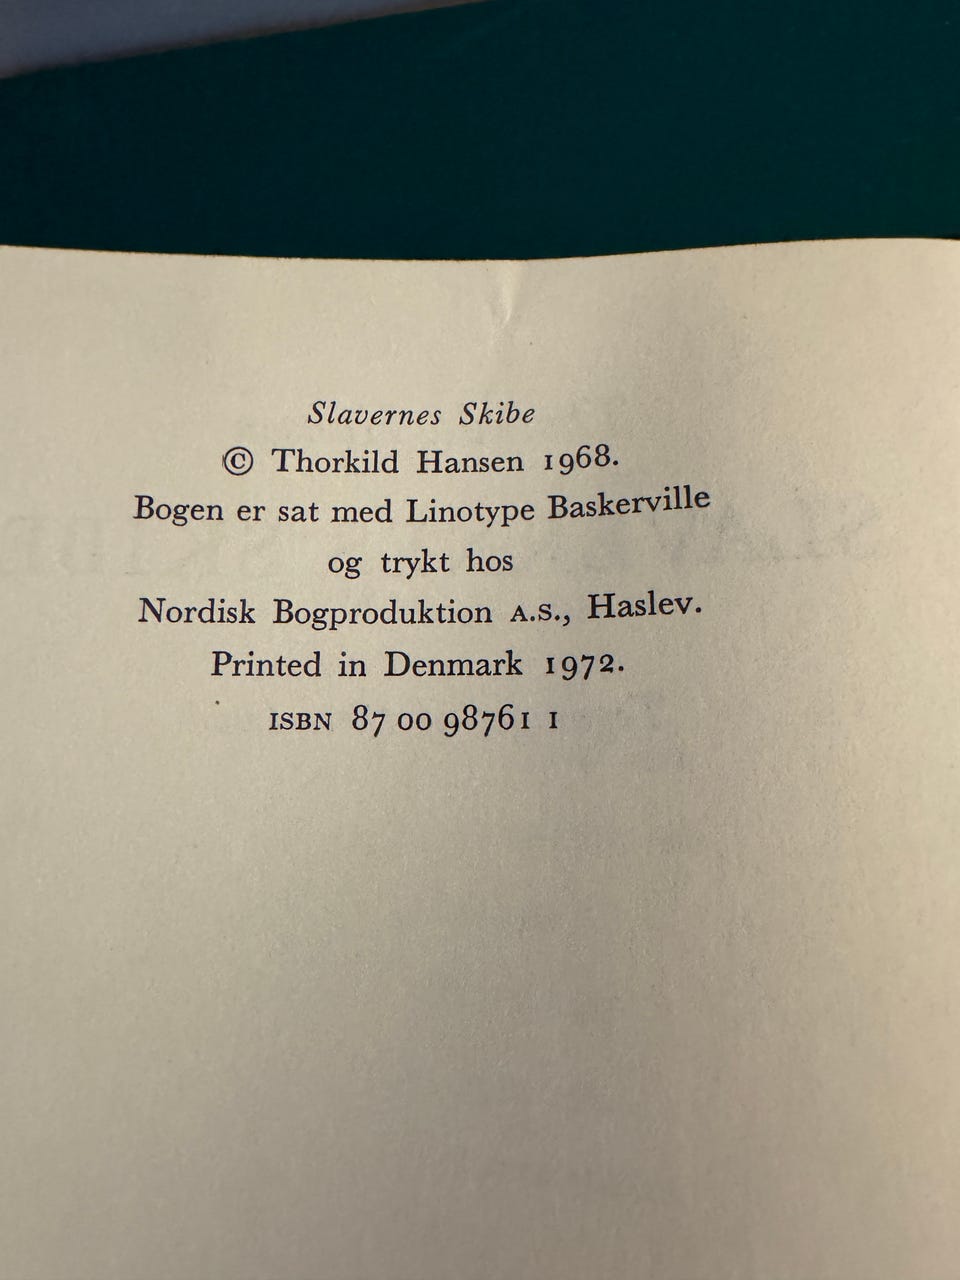 Slavernes Skibe
© Thorkild Hansen 1968.
Bogen er sat med Linotype Baskerville
og trykt hos
Nordisk Bogproduktion A.S., Haslev.
Printed in Denmark 1972.
ISBN 87 00 98761 1